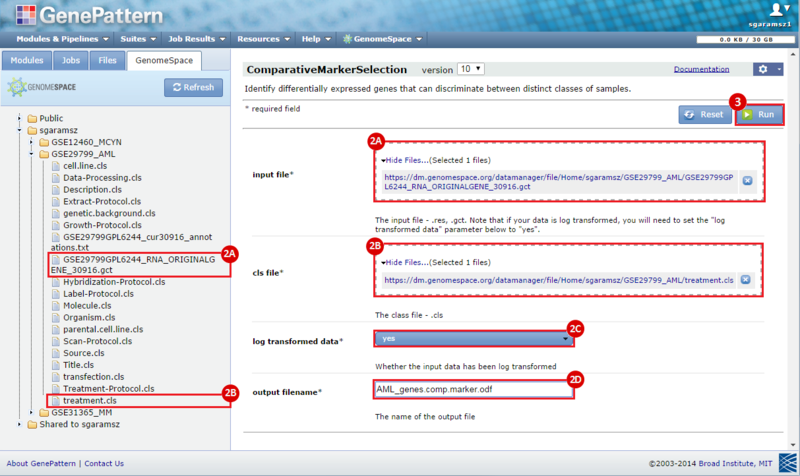 GenePattern
sgaramsz1
Modules & Pipelines
Suites
Job Results
Resources
Help
GenomeSpace
0.0 KB / 30 GB
Modules
Jobs
Files
GenomeSpace
GENOMESPACE
Refresh
Public
sgaramsz
GSE12460_MCYN
GSE29799_AML
cell.line.cls
Data-Processing.cls
Description.cls
Extract-Protocol.cls
genetic.background.cls
Growth-Protocol.cls
GSE29799GPL6244_cur30916_annot
ations.txt
2A
GSE29799GPL6244_RNA_ORIGINALG
ENE_30916.gct
Hybridization-Protocol.cls
Label-Protocol.cls
Molecule.cls
Organism.cls
parental.cell.line.cls
Scan-Protocol.cls
Source.cls
Title.cls
transfection.cls
Treatment-Protocol.cls
2B
treatment.cls
GSE31365_MM
Shared to sgaramsz
ComparativeMarkerSelection version 10
Documentation
Identify differentially expressed genes that can discriminate between distinct classes of samples.
* required field
Reset
3
Run
2A
input file*
Hide Files...(Selected 1 files)
https://dm.genomespace.org/datamanager/file/Home/sgaramsz/GSE29799_AML/GSE29799GP
L6244_RNA_ORIGINALGENE_30916.gct
The input file - .res, .gct. Note that if your data is log transformed, you will need to set the "log
transformed data" parameter below to "yes".
2B
cls file*
Hide Files...(Selected 1 files)
https://dm.genomespace.org/datamanager/file/Home/sgaramsz/GSE29799_AML/treatment.cls
The class file - .cls
log transformed data*
yes
2C
Whether the input data has been log transformed
output filename*
AML_genes.comp.marker.odf
2D
The name of the output file
About GenePattern | Contact Us
©2003-2014 Broad Institute, MIT